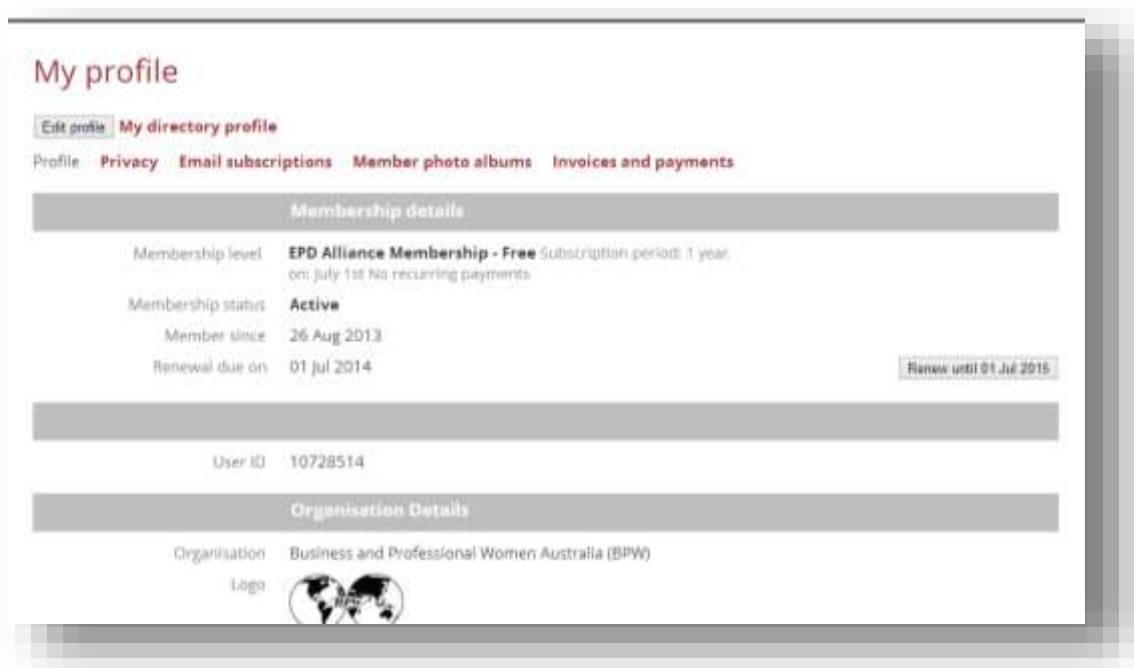 My profile
Edit profile My directory profile
Profile Privacy Email subscriptions Member photo albums Invoices and payments
Membership details
Membership level EPD Alliance Membership - Free Subscription period: 1 year,
on: July 1st No recurring payments
Membership status Active
Member since 26 Aug 2013
Renewal due on 01 Jul 2014 Renew until 01 Jul 2015
User ID 10728514
Organisation Details
Organisation Business and Professional Women Australia (BPW)
Logo